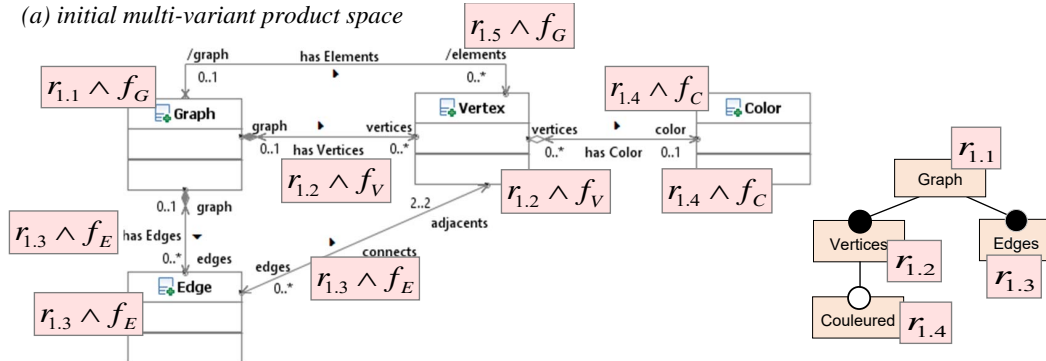 (a) initial multi-variant product space
r1.5 ∧ fG
/graph has Elements /elements
0..1 0..*
r1.1 ∧ fG
r1.4 ∧ fC
Graph
Vertex
Color
graph vertices
0..1 has Vertices 0..*
vertices color
0..* has Color 0..1
r1.2 ∧ fV
r1.2 ∧ fV
r1.4 ∧ fC
0..1
graph
2..2
adjacents
r1.3 ∧ fE
has Edges
connects
0..*
edges
edges
0..*
r1.3 ∧ fE
Edge
r1.3 ∧ fE
r1.1
Graph
Vertices
Edges
r1.2
r1.3
Couleured
r1.4